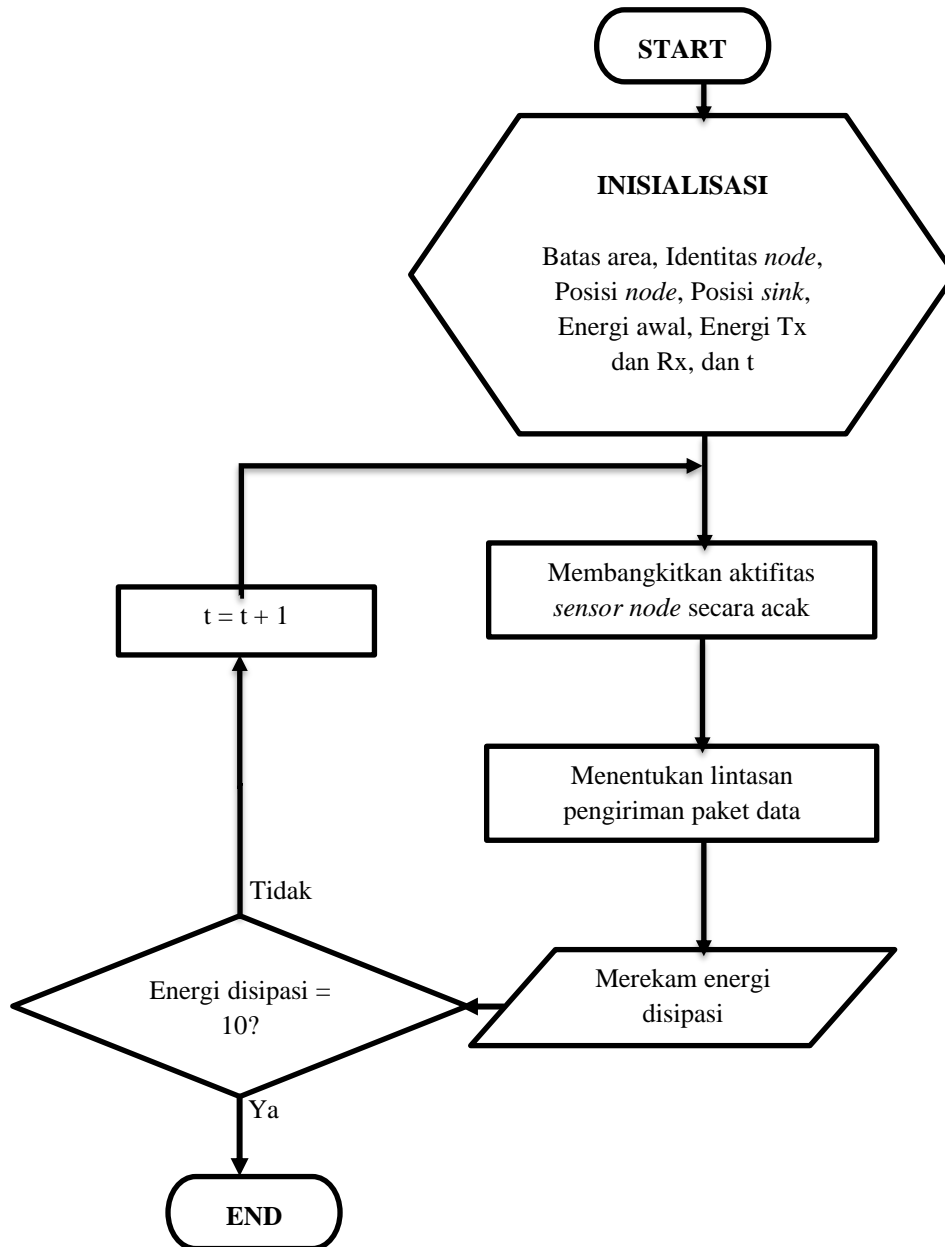 START
INISIALISASI
Batas area, Identitas node,
Posisi node, Posisi sink,
Energi awal, Energi Tx
dan Rx, dan t
Membangkitkan aktifitas
sensor node secara acak
t = t + 1
Menentukan lintasan
pengiriman paket data
Tidak
Merekam energi
disipasi
Energi disipasi =
10?
Ya
END